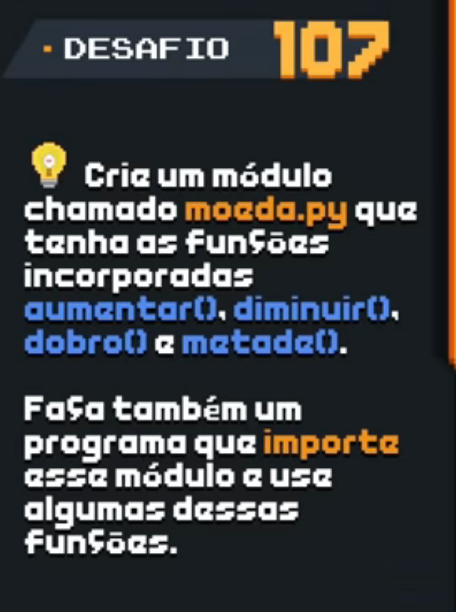 DESAFIO 107
Crie um módulo
chamado moeda.py que
tenha as funções
incorporadas
aumentar(), diminuir(),
dobro() e metade().
Faça também um
programa que importe
esse módulo e use
algumas dessas
funções.